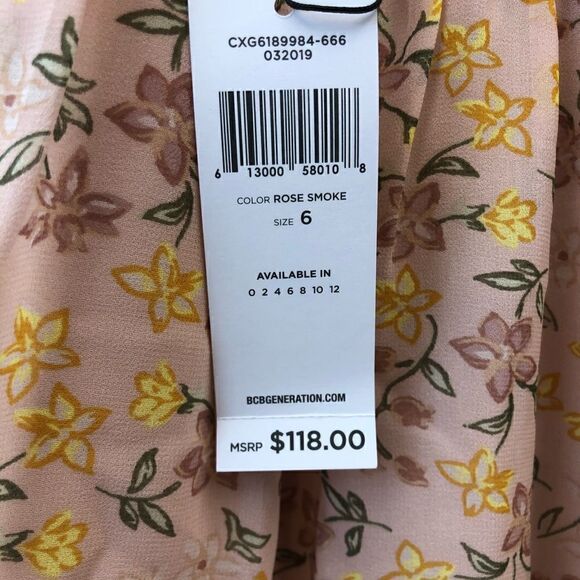 CXG6189984-666
032019
6 13000 58010 8
COLOR ROSE SMOKE
SIZE 6
AVAILABLE IN
0 2 4 6 8 10 12
BCBGENERATION.COM
MSRP $118.00